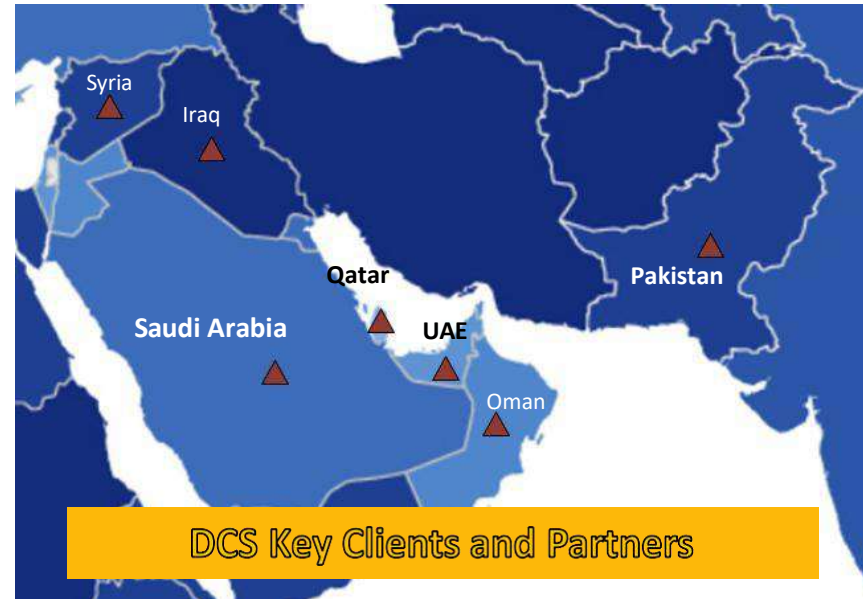 Syria
Iraq
Qatar
Pakistan
Saudi Arabia
UAE
Oman
DCS Key Clients and Partners